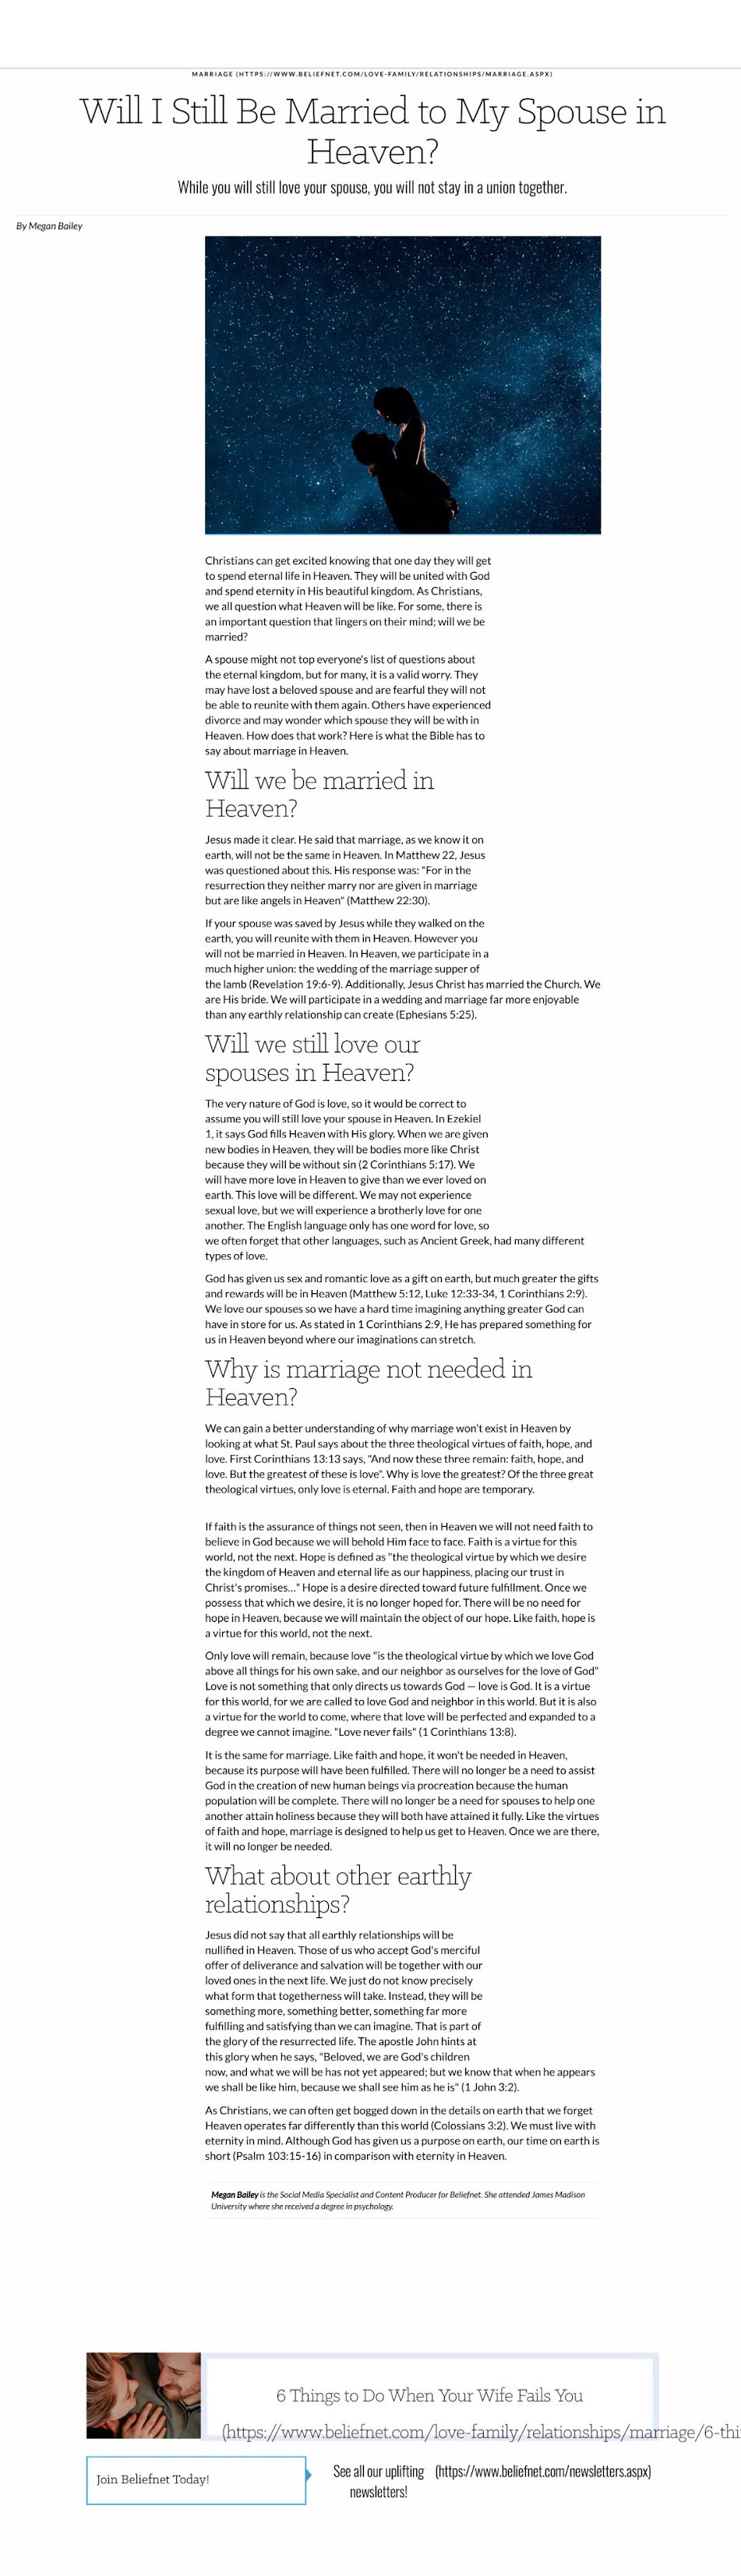 MARRIAGE (HTTPS://WWW.BELIEFNET.COM/LOVE-FAMILY/RELATIONSHIPS/MARRIAGE.ASPX)
Will I Still Be Married to My Spouse in
Heaven?
While you will still love your spouse, you will not stay in a union together.
By Megan Bailey
Christians can get excited knowing that one day they will get
to spend eternal life in Heaven. They will be united with God
and spend eternity in His beautiful kingdom. As Christians,
we all question what Heaven will be like. For some, there is
an important question that lingers on their mind; will we be
married?
A spouse might not top everyone's list of questions about
the eternal kingdom, but for many, it is a valid worry. They
may have lost a beloved spouse and are fearful they will not
be able to reunite with them again. Others have experienced
divorce and may wonder which spouse they will be with in
Heaven. How does that work? Here is what the Bible has to
say about marriage in Heaven.
Will we be married in
Heaven?
Jesus made it clear. He said that marriage, as we know it on
earth, will not be the same in Heaven. In Matthew 22, Jesus
was questioned about this. His response was: "For in the
resurrection they neither marry nor are given in marriage
but are like angels in Heaven" (Matthew 22:30).
If your spouse was saved by Jesus while they walked on the
earth, you will reunite with them in Heaven. However you
will not be married in Heaven. In Heaven, we participate in a
much higher union: the wedding of the marriage supper of
the lamb (Revelation 19:6-9). Additionally, Jesus Christ has married the Church. We
are His bride. We will participate in a wedding and marriage far more enjoyable
than any earthly relationship can create (Ephesians 5:25).
Will we still love our
spouses in Heaven?
The very nature of God is love, so it would be correct to
assume you will still love your spouse in Heaven. In Ezekiel
1, it says God fills Heaven with His glory. When we are given
new bodies in Heaven, they will be bodies more like Christ
because they will be without sin (2 Corinthians 5:17). We
will have more love in Heaven to give than we ever loved on
earth. This love will be different. We may not experience
sexual love, but we will experience a brotherly love for one
another. The English language only has one word for love, so
we often forget that other languages, such as Ancient Greek, had many different
types of love.
God has given us sex and romantic love as a gift on earth, but much greater the gifts
and rewards will be in Heaven (Matthew 5:12, Luke 12:33-34, 1 Corinthians 2:9).
We love our spouses so we have a hard time imagining anything greater God can
have in store for us. As stated in 1 Corinthians 2:9, He has prepared something for
us in Heaven beyond where our imaginations can stretch.
Why is marriage not needed in
Heaven?
We can gain a better understanding of why marriage won't exist in Heaven by
looking at what St. Paul says about the three theological virtues of faith, hope, and
love. First Corinthians 13:13 says, "And now these three remain: faith, hope, and
love. But the greatest of these is love". Why is love the greatest? Of the three great
theological virtues, only love is eternal. Faith and hope are temporary.
If faith is the assurance of things not seen, then in Heaven we will not need faith to
believe in God because we will behold Him face to face. Faith is a virtue for this
world, not the next. Hope is defined as "the theological virtue by which we desire
the kingdom of Heaven and eternal life as our happiness, placing our trust in
Christ's promises..." Hope is a desire directed toward future fulfillment. Once we
possess that which we desire, it is no longer hoped for. There will be no need for
hope in Heaven, because we will maintain the object of our hope. Like faith, hope is
a virtue for this world, not the next.
Only love will remain, because love "is the theological virtue by which we love God
above all things for his own sake, and our neighbor as ourselves for the love of God"
Love is not something that only directs us towards God — love is God. It is a virtue
for this world, for we are called to love God and neighbor in this world. But it is also
a virtue for the world to come, where that love will be perfected and expanded to a
degree we cannot imagine. "Love never fails" (1 Corinthians 13:8).
It is the same for marriage. Like faith and hope, it won't be needed in Heaven,
because its purpose will have been fulfilled. There will no longer be a need to assist
God in the creation of new human beings via procreation because the human
population will be complete. There will no longer be a need for spouses to help one
another attain holiness because they will both have attained it fully. Like the virtues
of faith and hope, marriage is designed to help us get to Heaven. Once we are there,
it will no longer be needed.
What about other earthly
relationships?
Jesus did not say that all earthly relationships will be
nullified in Heaven. Those of us who accept God's merciful
offer of deliverance and salvation will be together with our
loved ones in the next life. We just do not know precisely
what form that togetherness will take. Instead, they will be
something more, something better, something far more
fulfilling and satisfying than we can imagine. That is part of
the glory of the resurrected life. The apostle John hints at
this glory when he says, "Beloved, we are God's children
now, and what we will be has not yet appeared; but we know that when he appears
we shall be like him, because we shall see him as he is" (1 John 3:2).
As Christians, we can often get bogged down in the details on earth that we forget
Heaven operates far differently than this world (Colossians 3:2). We must live with
eternity in mind. Although God has given us a purpose on earth, our time on earth is
short (Psalm 103:15-16) in comparison with eternity in Heaven.
Megan Bailey is the Social Media Specialist and Content Producer for Beliefnet. She attended James Madison
University where she received a degree in psychology.
6 Things to Do When Your Wife Fails You
(https://www.beliefnet.com/love-family/relationships/marriage/6-thi
Join Beliefnet Today!
See all our uplifting (https://www.beliefnet.com/newsletters.aspx)
newsletters!